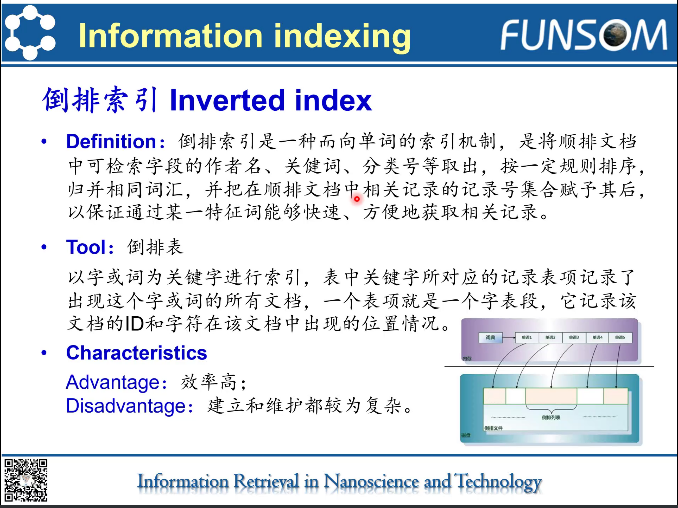 Information indexing
FUNSOM
倒排索引 Inverted index
• Definition：倒排索引是一种面向单词的索引机制，是将顺排文档
中可检索字段的作者名、关健词、分类号等取出，按一定规则排序，
归并相同词汇，并把在顺排文档中相关记录的记录号集合赋予其后，
以保证通过某一特征词能够快速、方便地获取相关记录。
• Tool：倒排表
以字或词为关键字进行索引，表中关键字所对应的记录表项记录了
出现这个字或词的所有文档，一个表项就是一个字表段，它记录该
文档的ID和字符在该文档中出现的位置情况。
• Characteristics
Advantage：效率高；
Disadvantage：建立和维护都较为复杂。
倒排列表
倒排文件
Information Retrieval in Nanoscience and Technology